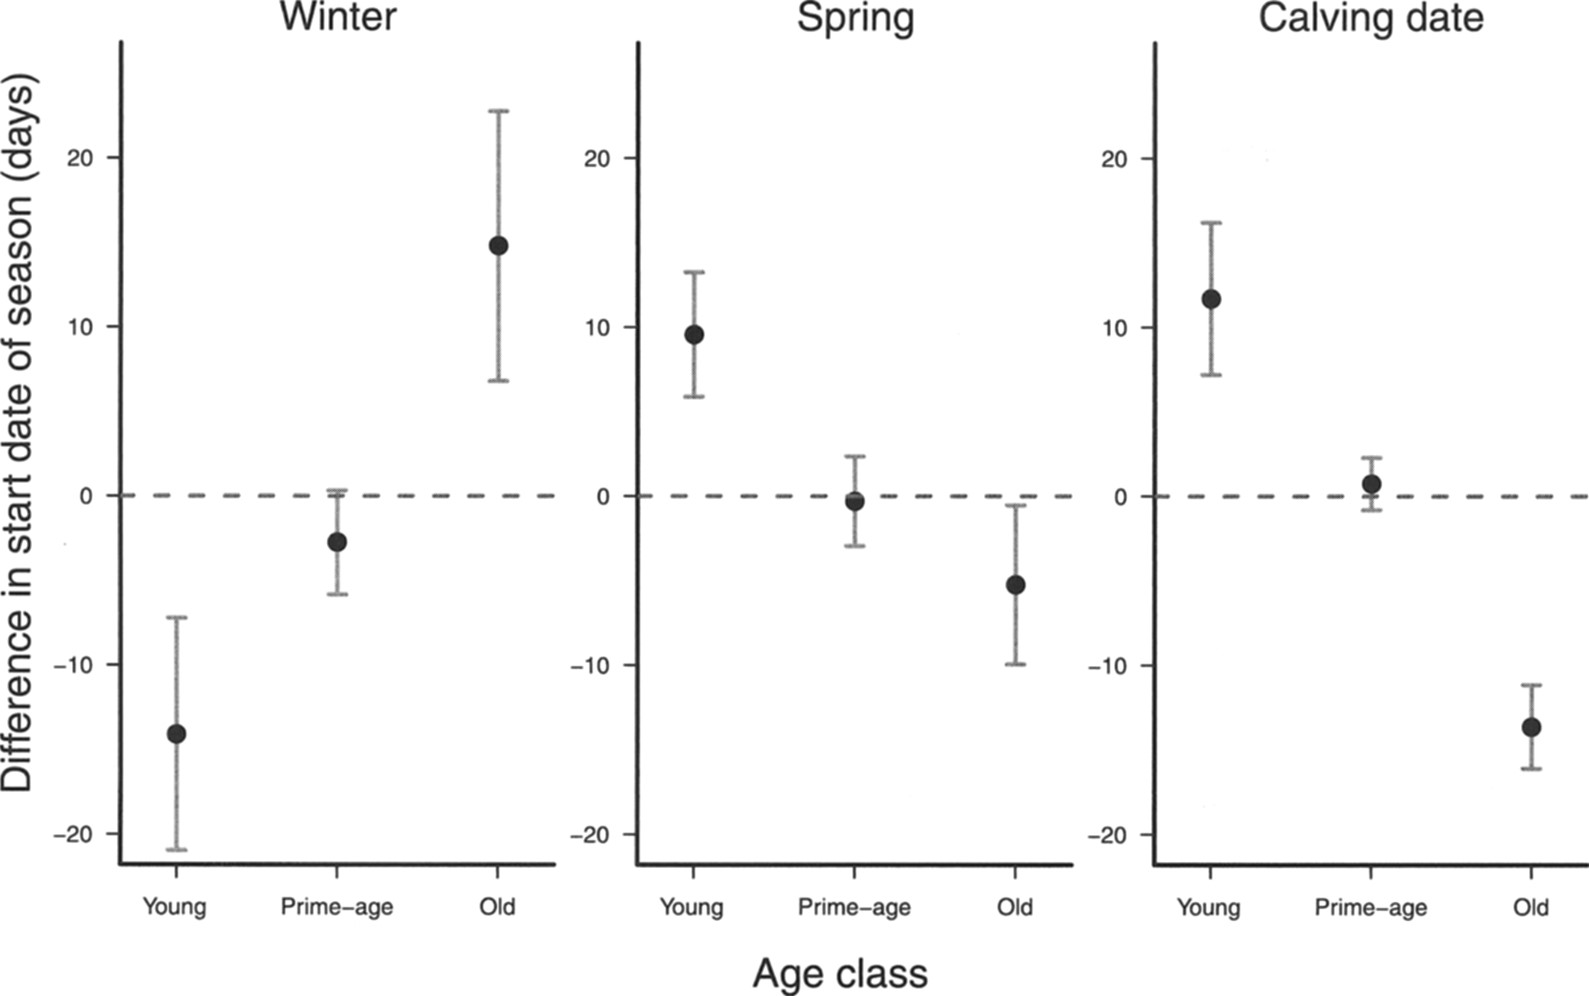 Winter Spring Calving date
Difference in start date of season (days)
20 20 20
10 10 10
0 0 0
−10 −10 −10
−20 −20 −20
Young Prime−age Old Young Prime−age Old Young Prime−age Old
Age class